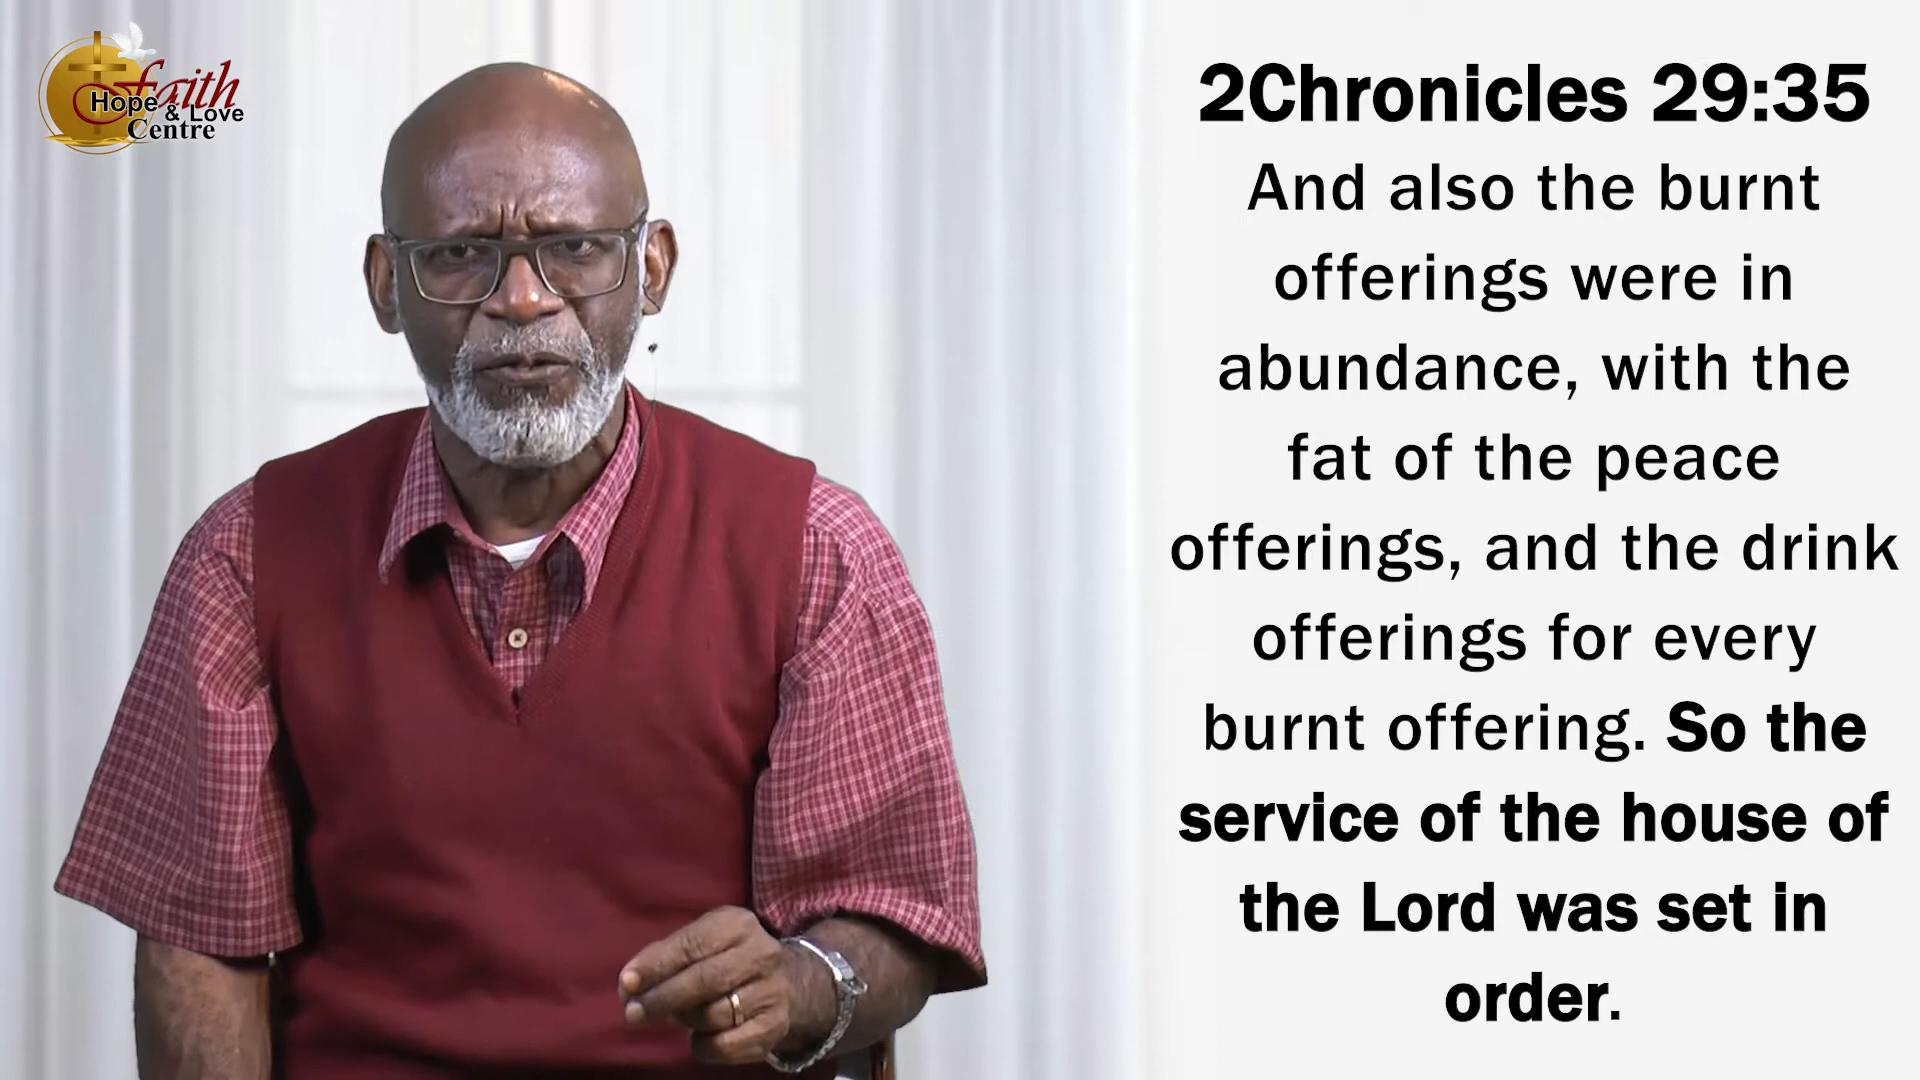 faith
Hope
& Love
Centre
2Chronicles 29:35
And also the burnt
offerings were in
abundance, with the
fat of the peace
offerings, and the drink
offerings for every
burnt offering. So the
service of the house of
the Lord was set in
order.